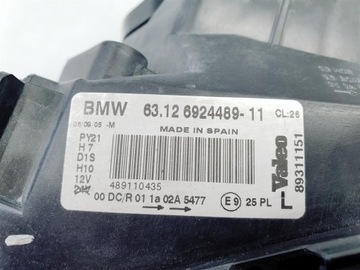 BMW 63.12 6924489-11 CL:26
MADE IN SPAIN
PY21
H7
D1S
H10
12V
489110435
00 DC/R 01 1a 02A 5477
E9 25 PL
Valeo
L 89311151